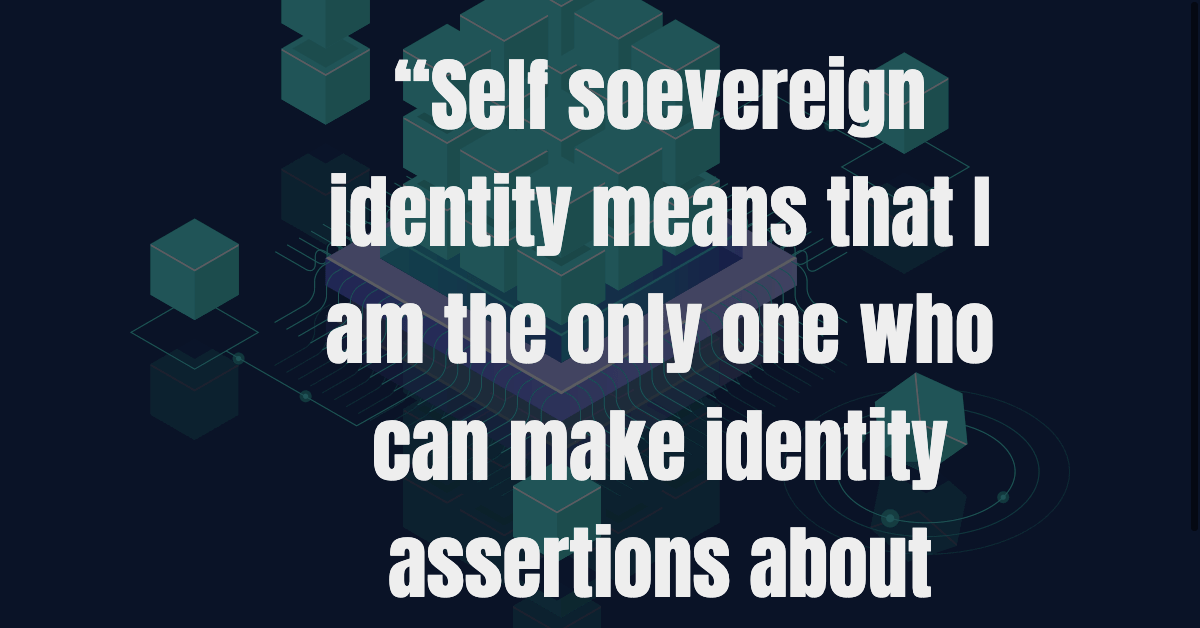 “Self soevereign
identity means that I
am the only one who
can make identity
assertions about